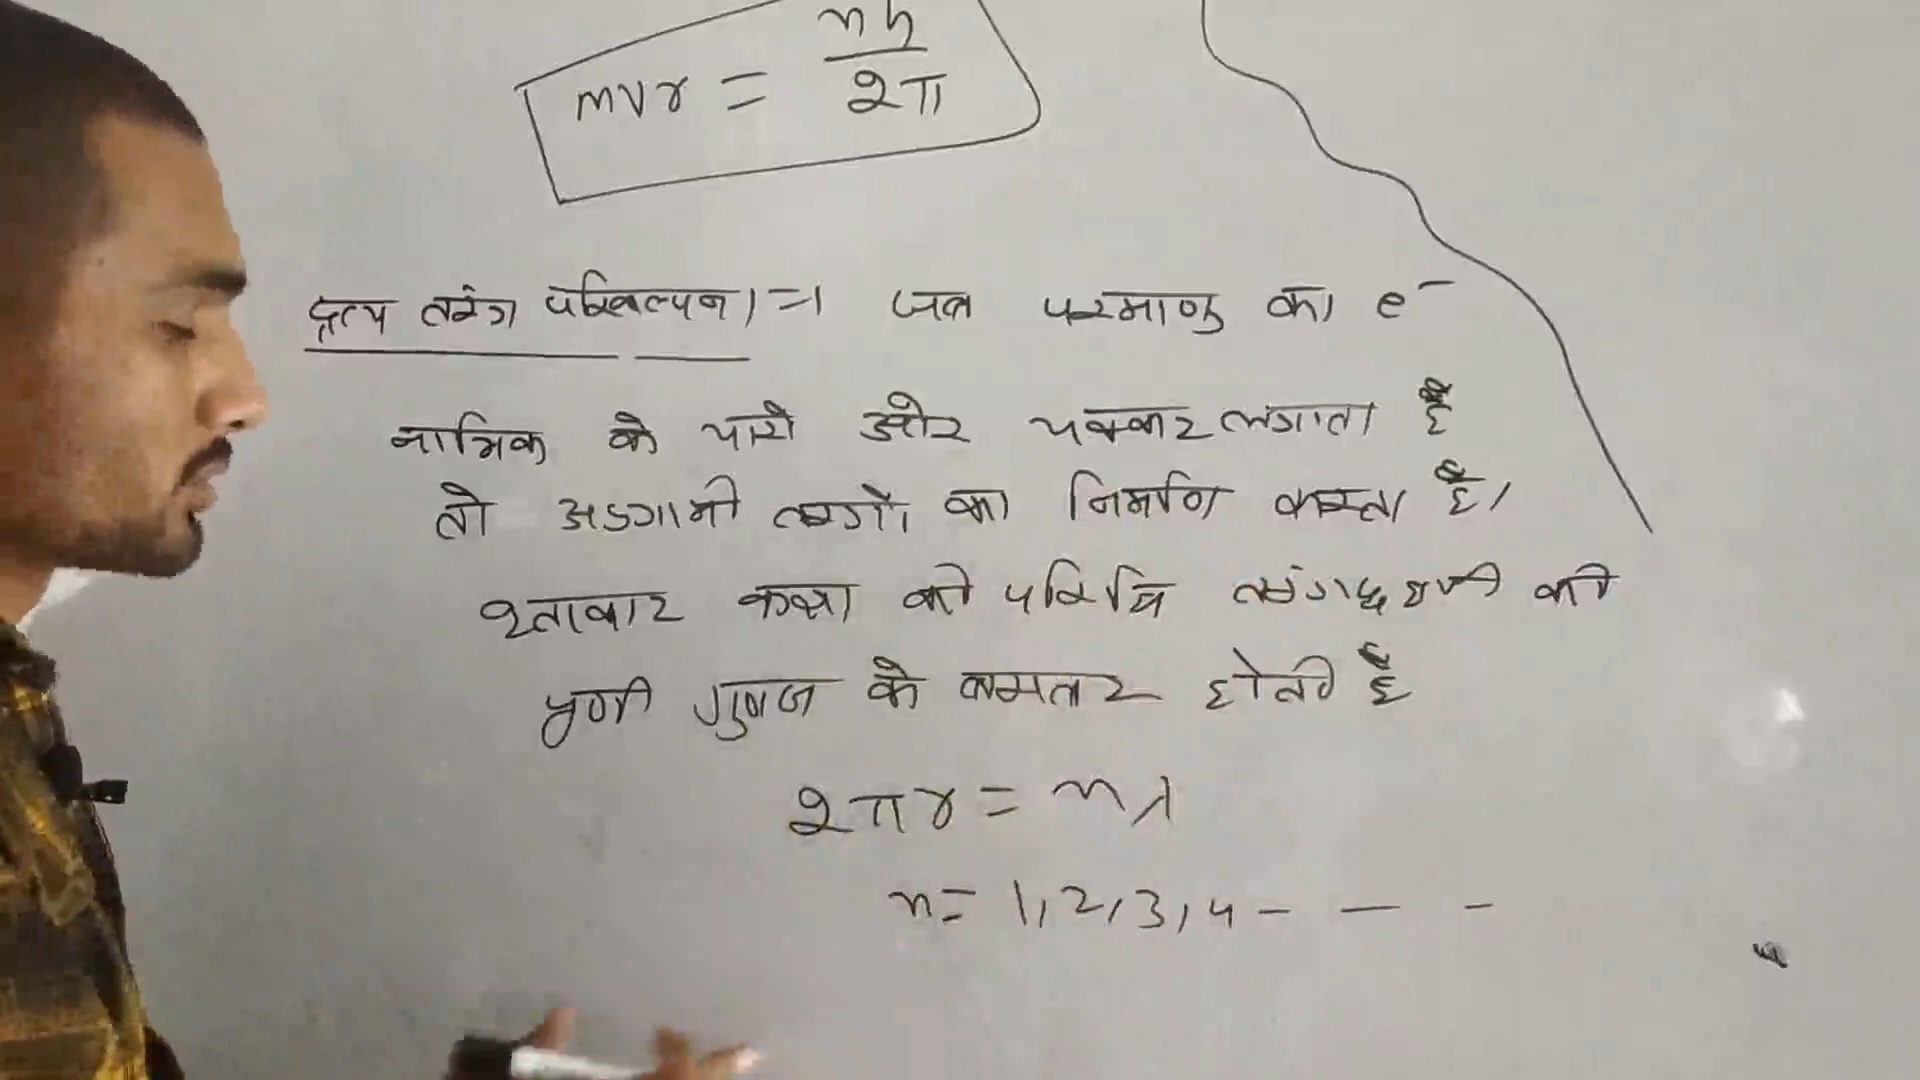 mvr = nh / 2π
द्रव्य तरंग परिकल्पना ⇒ जब परमाणु का e⁻
नाभिक के चारो ओर चक्कर लगाता है
तो अप्रगामी तरंगो का निर्माण करता है।
वृताकार कक्षा की परिधि तरंगदैर्ध्य की
पूर्ण गुणज के बराबर होती है
2πr = nλ
n = 1, 2, 3, 4 - - -